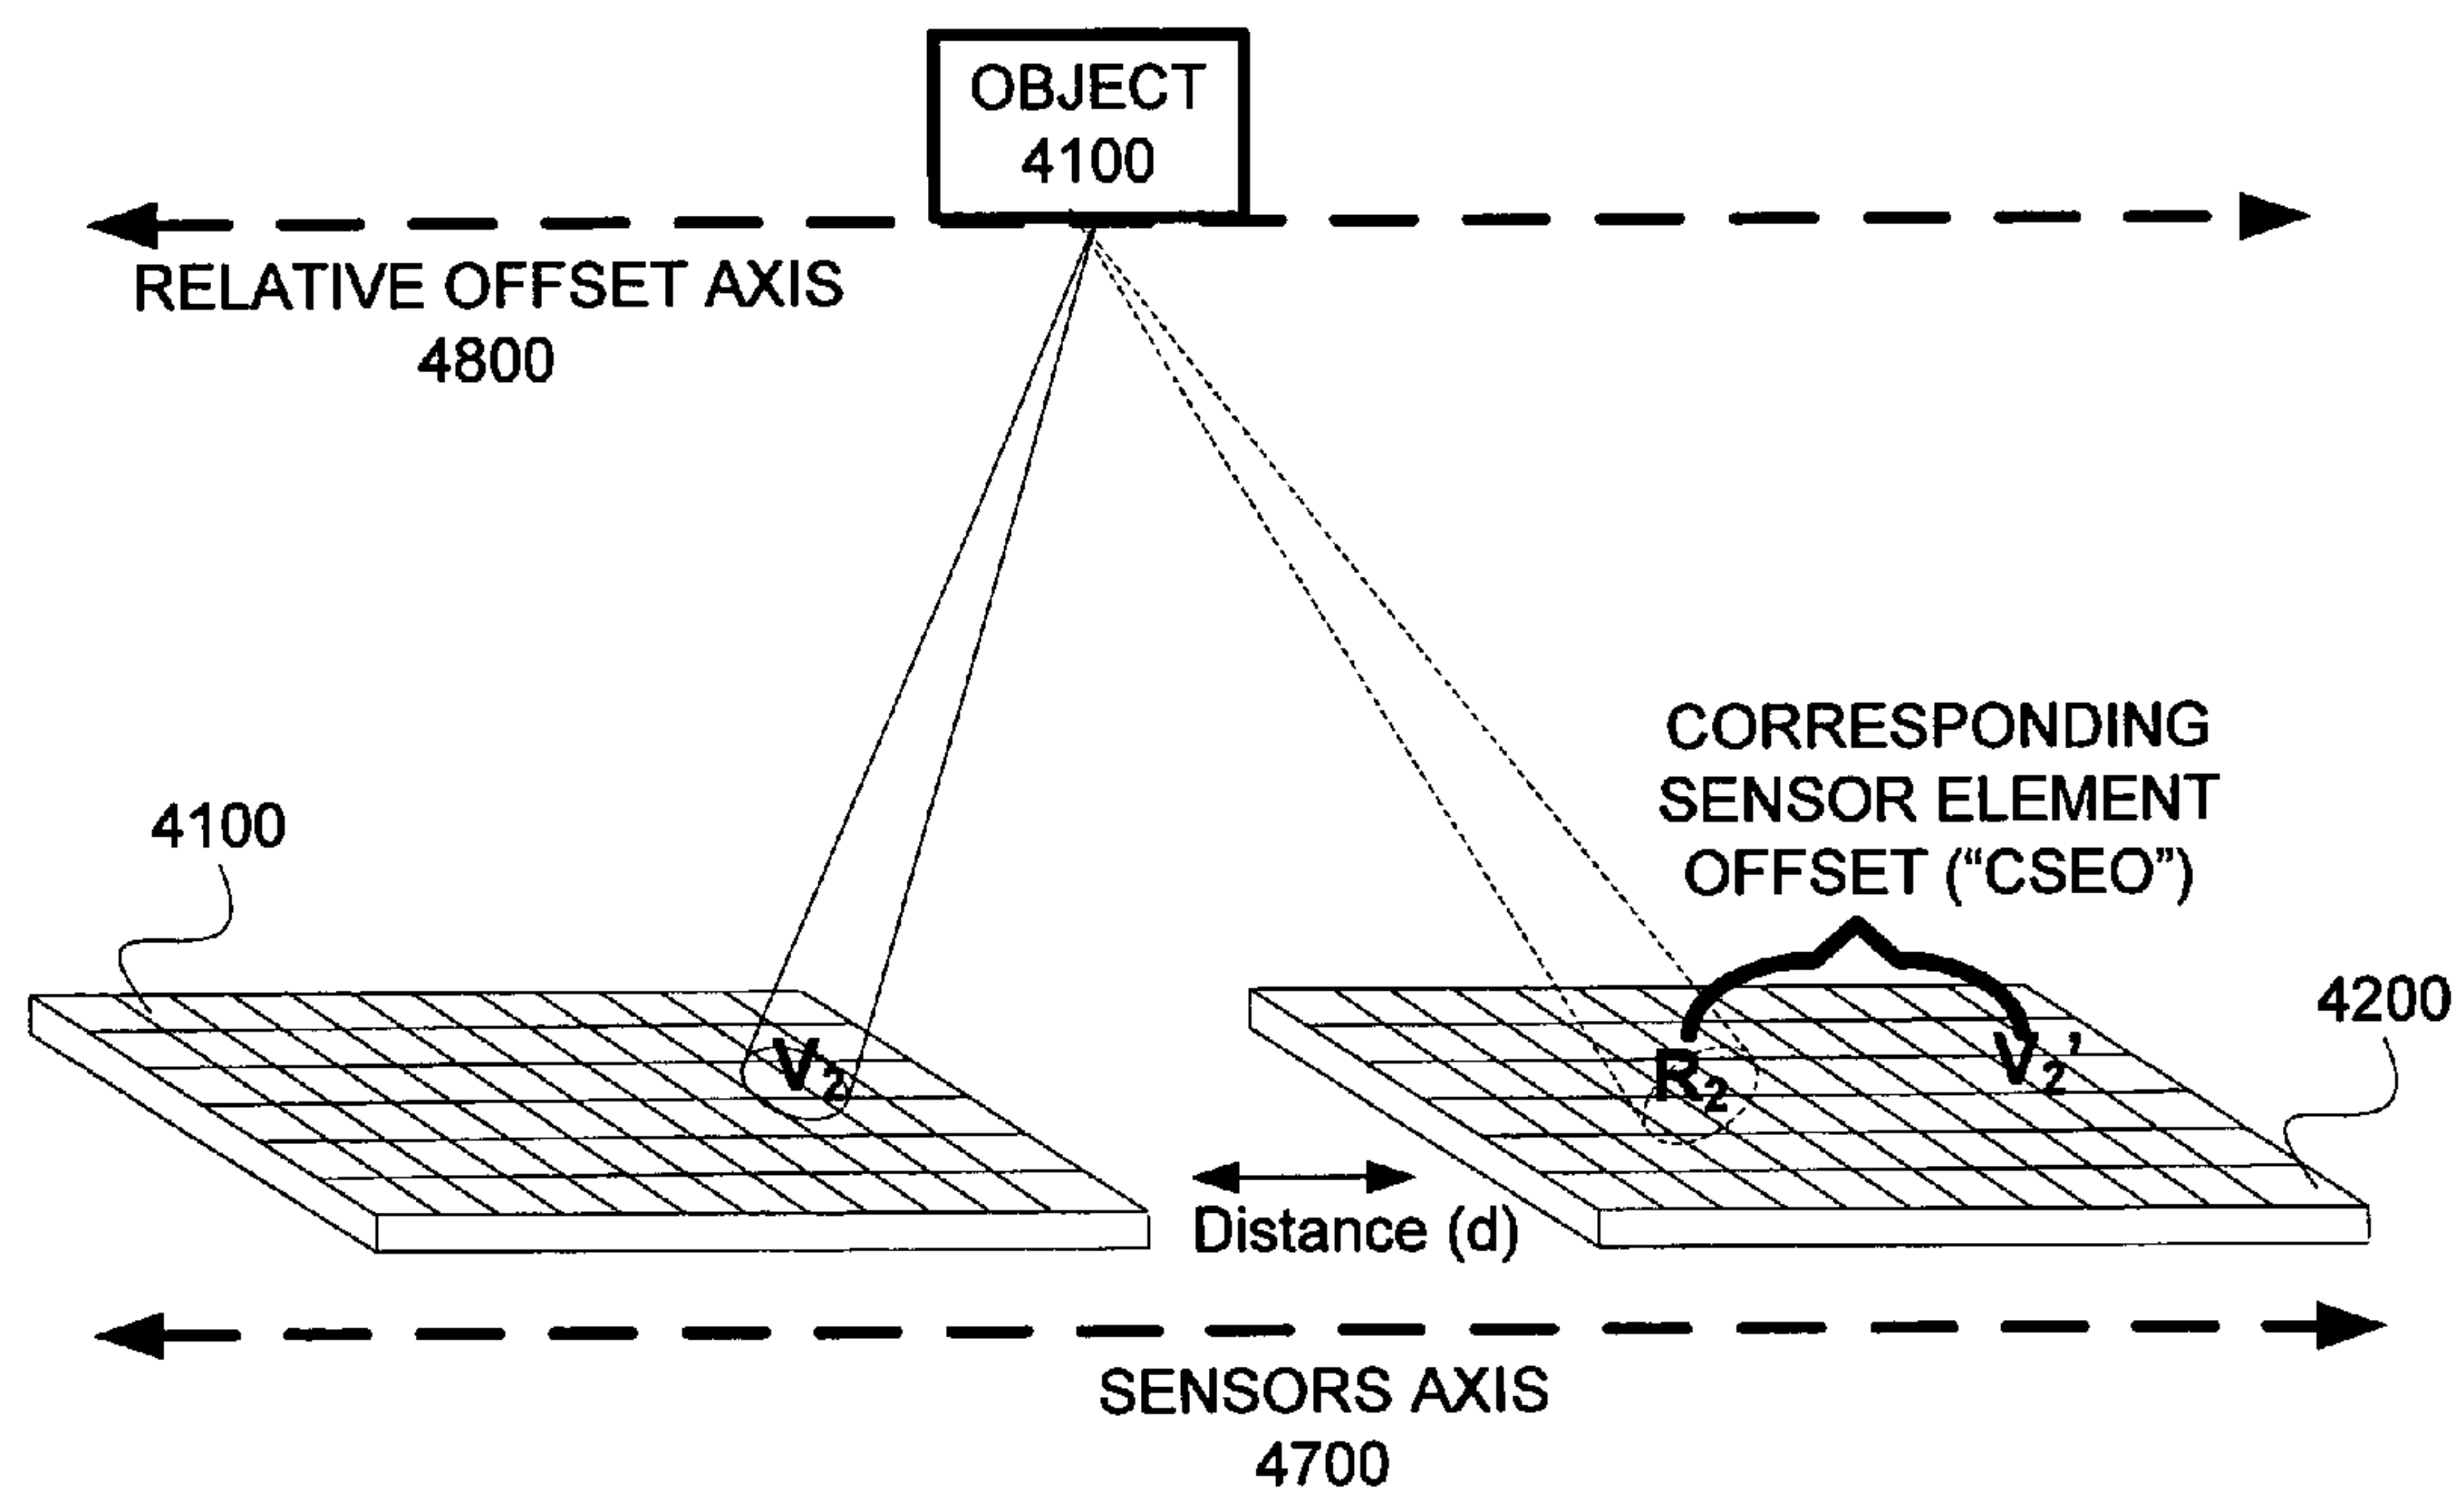 OBJECT
4100
RELATIVE OFFSET AXIS
4800
CORRESPONDING
SENSOR ELEMENT
OFFSET (“CSEO”)
4100
4200
V₂
R₂
V₂’
Distance (d)
SENSORS AXIS
4700